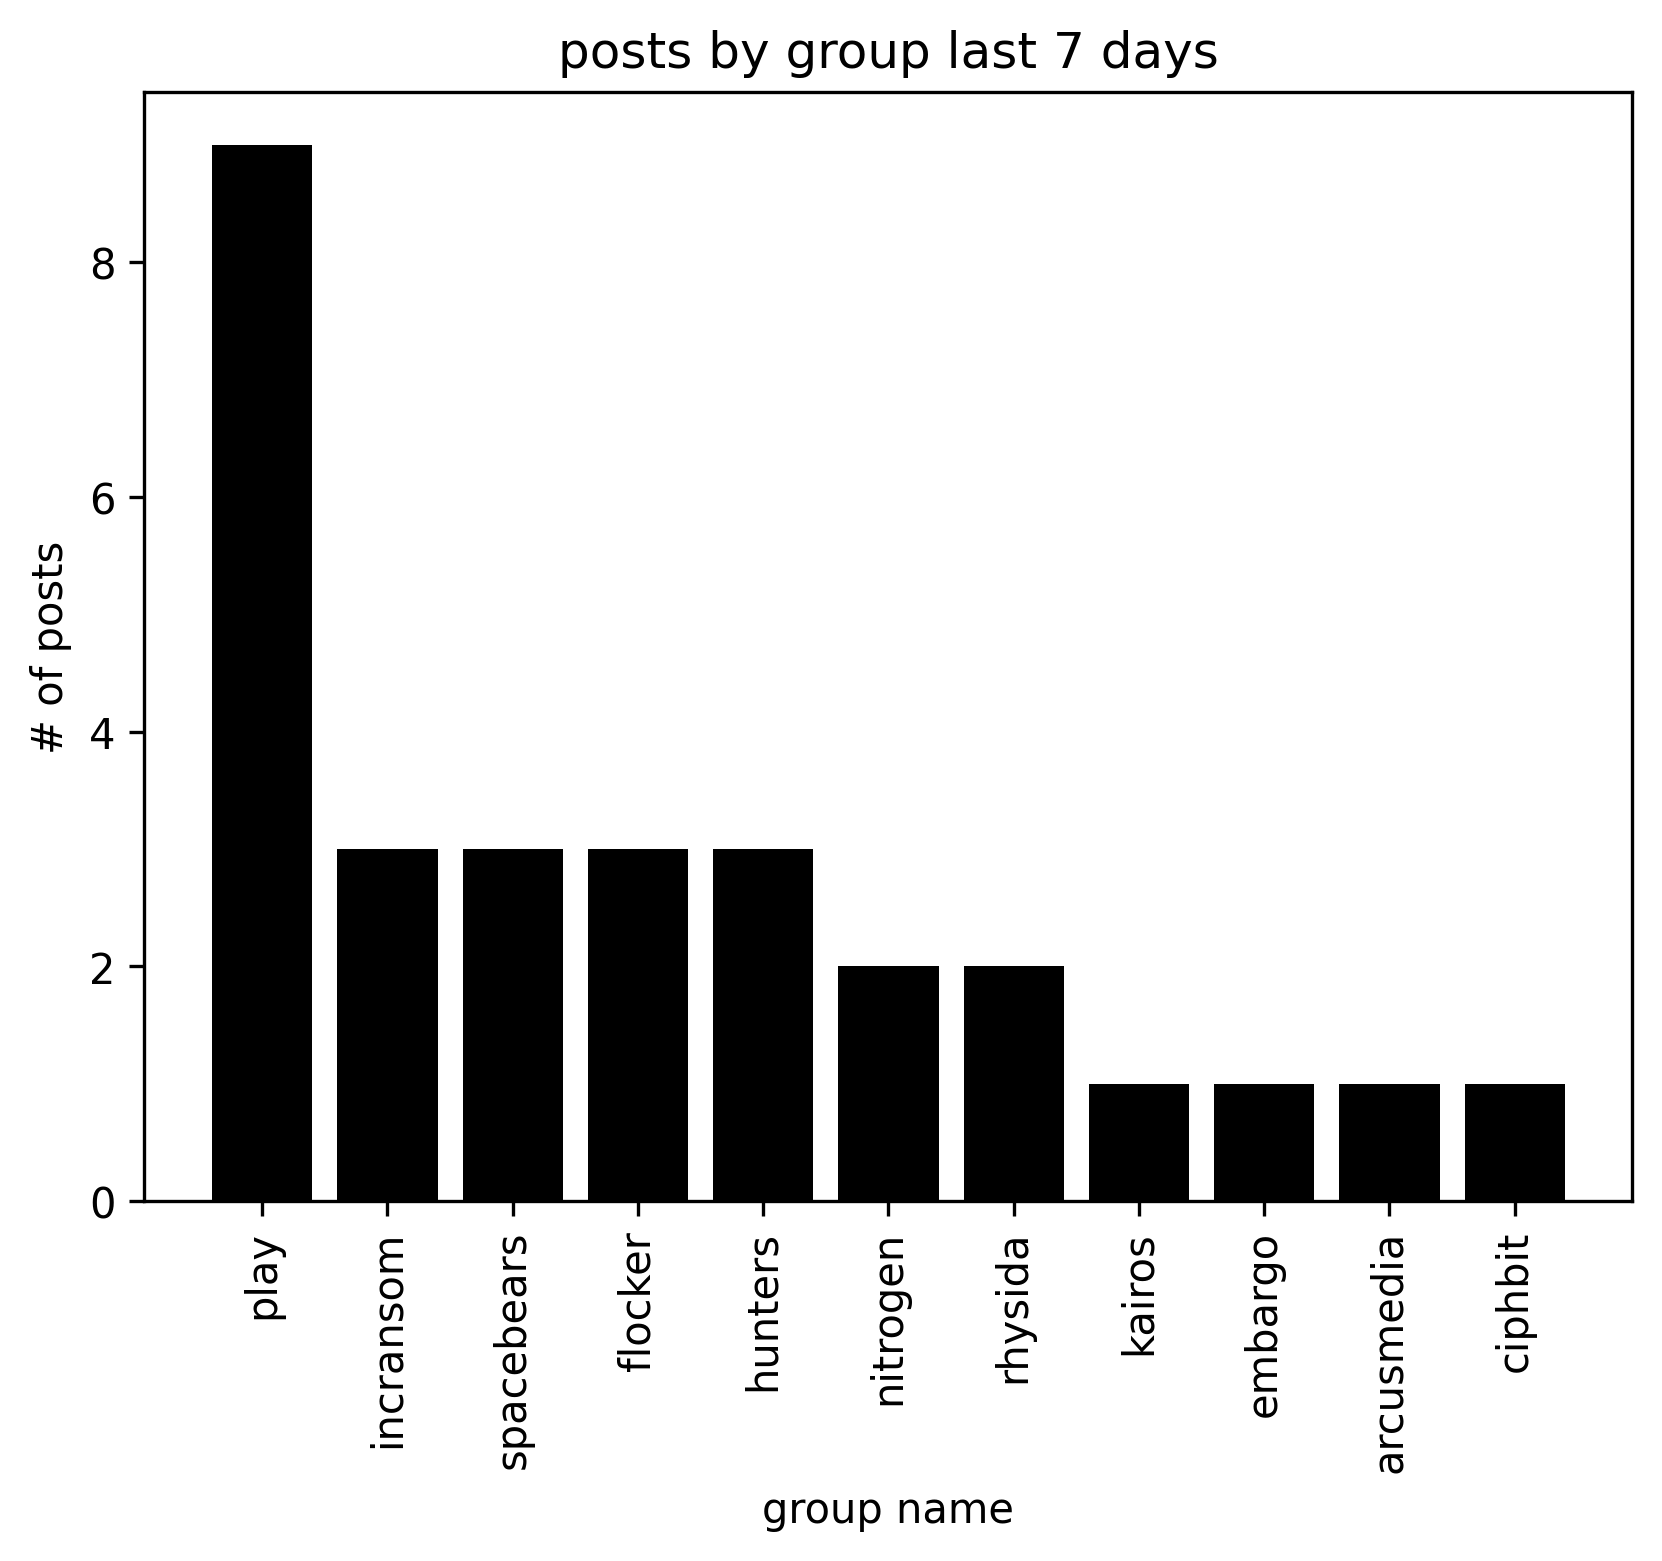 posts by group last 7 days
# of posts
8
6
4
2
0
play
incransom
spacebears
flocker
hunters
nitrogen
rhysida
kairos
embargo
arcusmedia
ciphbit
group name